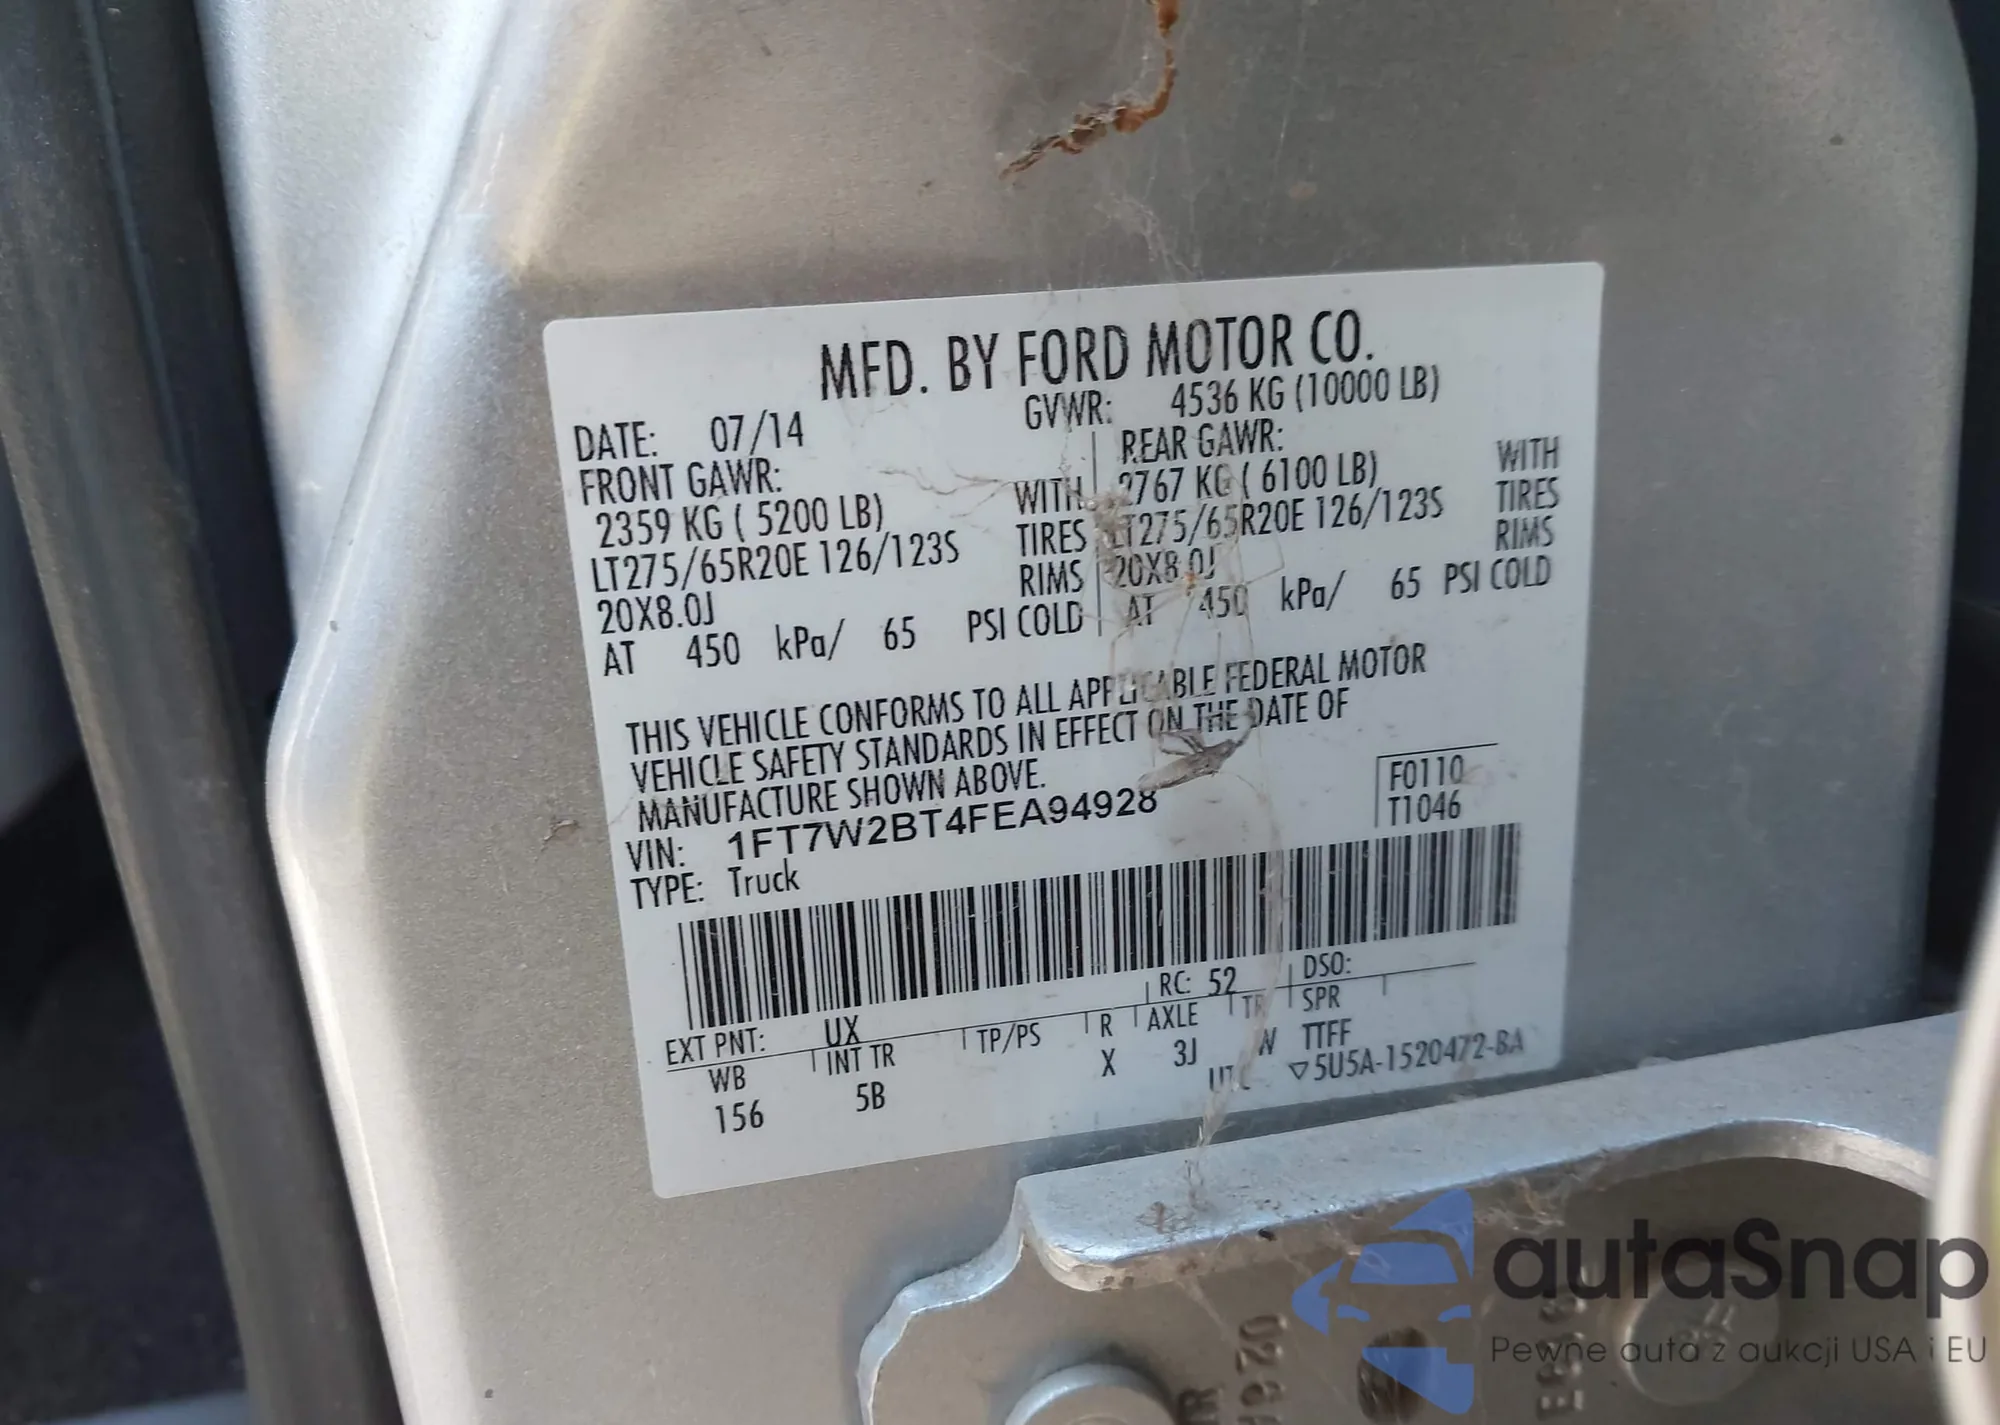 MFD. BY FORD MOTOR CO.
DATE: 07/14 GVWR: 4536 KG (10000 LB)
FRONT GAWR: REAR GAWR:
2359 KG ( 5200 LB) WITH 2767 KG ( 6100 LB) WITH
LT275/65R20E 126/123S TIRES LT275/65R20E 126/123S TIRES
20X8.0J RIMS 20X8.0J RIMS
AT 450 kPa/ 65 PSI COLD AT 450 kPa/ 65 PSI COLD
THIS VEHICLE CONFORMS TO ALL APPLICABLE FEDERAL MOTOR
VEHICLE SAFETY STANDARDS IN EFFECT ON THE DATE OF
MANUFACTURE SHOWN ABOVE.
F0110
VIN: 1FT7W2BT4FEA94928 T1046
TYPE: Truck
RC: 52 DSO:
EXT PNT: UX
WB INT TR TP/PS R AXLE TR SPR
156 5B X 3J W TTFF
UTC ▽5U5A-1520472-BA
autaSnap
Pewne auta z aukcji USA i EU